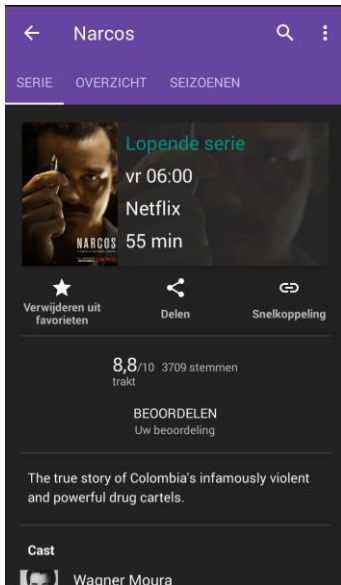 Narcos
SERIE OVERZICHT SEIZOENEN
Lopende serie
vr 06:00
Netflix
55 min
NARCOS
Verwijderen uit
favorieten
Delen
Snelkoppeling
8,8/10 3709 stemmen
trakt
BEOORDELEN
Uw beoordeling
The true story of Colombia's infamously violent
and powerful drug cartels.
Cast
Wagner Moura